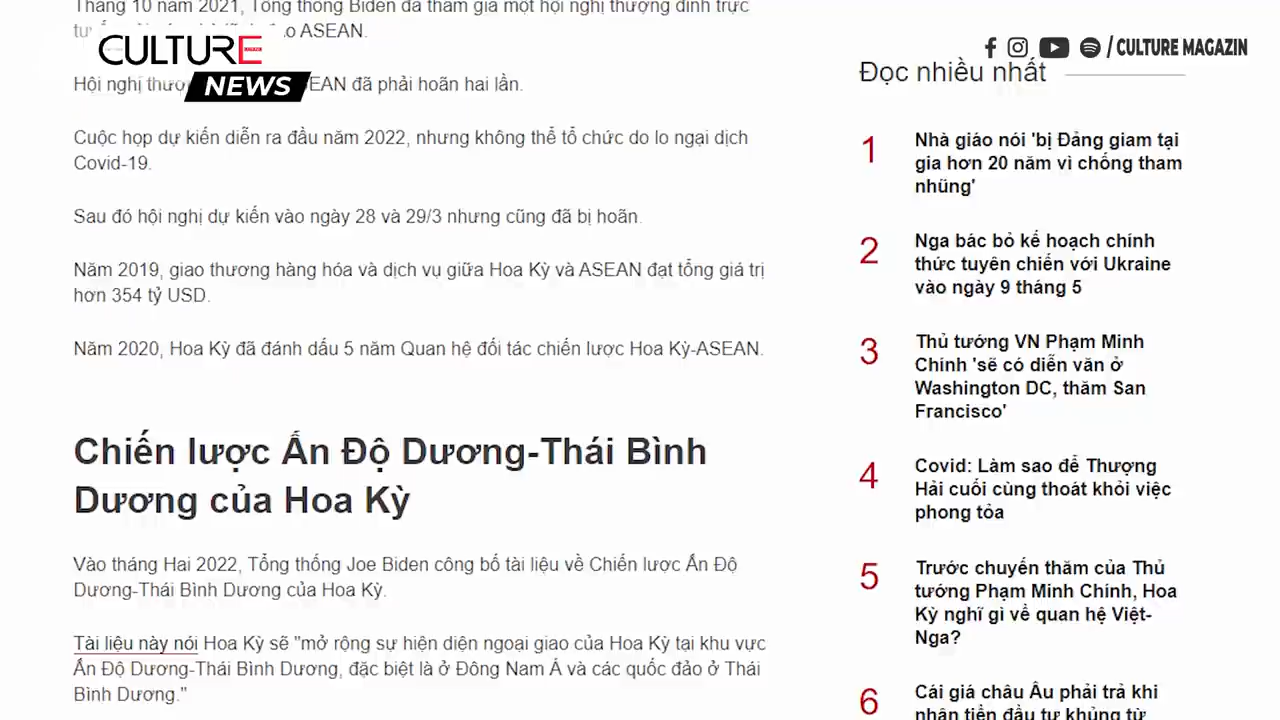 Tháng 10 năm 2021, Tổng thống Biden đã tham gia một hội nghị thượng đỉnh trực
ASEAN.
CULTURE
NEWS
/ CULTURE MAGAZIN
Hội nghị EAN đã phải hoãn hai lần.
Cuộc họp dự kiến diễn ra đầu năm 2022, nhưng không thể tổ chức do lo ngại dịch
Covid-19.
Sau đó hội nghị dự kiến vào ngày 28 và 29/3 nhưng cũng đã bị hoãn.
Năm 2019, giao thương hàng hóa và dịch vụ giữa Hoa Kỳ và ASEAN đạt tổng giá trị
hơn 354 tỷ USD.
Năm 2020, Hoa Kỳ đã đánh dấu 5 năm Quan hệ đối tác chiến lược Hoa Kỳ-ASEAN.
Chiến lược Ấn Độ Dương-Thái Bình
Dương của Hoa Kỳ
Vào tháng Hai 2022, Tổng thống Joe Biden công bố tài liệu về Chiến lược Ấn Độ
Dương-Thái Bình Dương của Hoa Kỳ.
Tài liệu này nói Hoa Kỳ sẽ "mở rộng sự hiện diện ngoại giao của Hoa Kỳ tại khu vực
Ấn Độ Dương-Thái Bình Dương, đặc biệt là ở Đông Nam Á và các quốc đảo ở Thái
Bình Dương."
Đọc nhiều nhất
1
Nhà giáo nói 'bị Đảng giam tại
gia hơn 20 năm vì chống tham
nhũng'
2
Nga bác bỏ kế hoạch chính
thức tuyên chiến với Ukraine
vào ngày 9 tháng 5
3
Thủ tướng VN Phạm Minh
Chính 'sẽ có diễn văn ở
Washington DC, thăm San
Francisco'
4
Covid: Làm sao để Thượng
Hải cuối cùng thoát khỏi việc
phong tỏa
5
Trước chuyến thăm của Thủ
tướng Phạm Minh Chính, Hoa
Kỳ nghĩ gì về quan hệ Việt-
Nga?
6
Cái giá châu Âu phải trả khi
nhận tiền đầu tư khủng từ